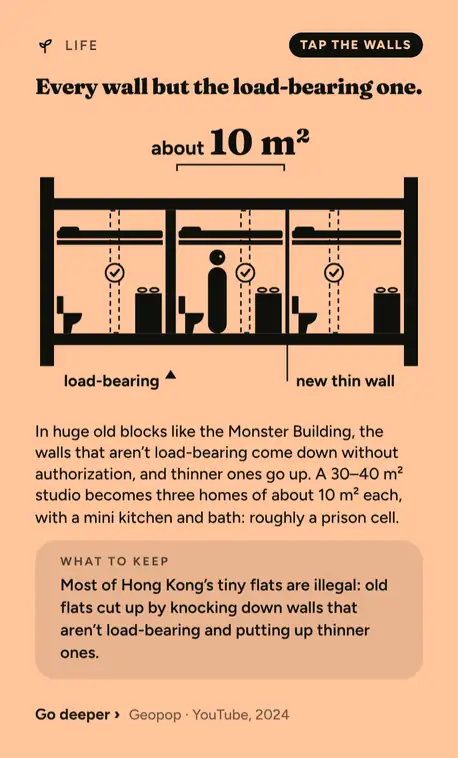 LIFE
TAP THE WALLS
Every wall but the load-bearing one.
about 10 m²
load-bearing
new thin wall
In huge old blocks like the Monster Building, the
walls that aren’t load-bearing come down without
authorization, and thinner ones go up. A 30–40 m²
studio becomes three homes of about 10 m² each,
with a mini kitchen and bath: roughly a prison cell.
WHAT TO KEEP
Most of Hong Kong’s tiny flats are illegal: old
flats cut up by knocking down walls that
aren’t load-bearing and putting up thinner
ones.
Go deeper › Geopop · YouTube, 2024